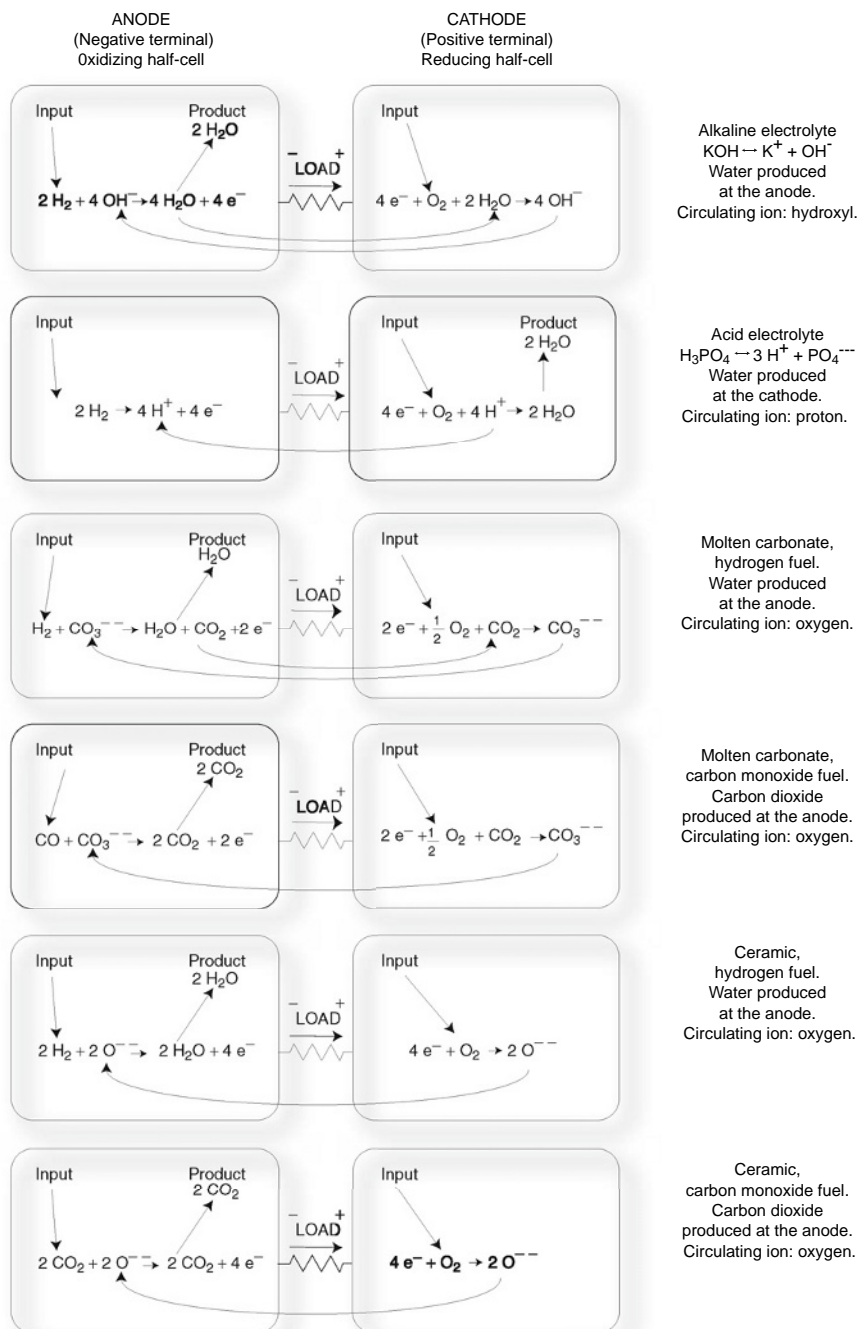 ANODE
(Negative terminal)
0xidizing half-cell
CATHODE
(Positive terminal)
Reducing half-cell
Input
Product
2 H₂O
2 H₂ + 4 OH⁻ → 4 H₂O + 4 e⁻
− LOAD +
Input
4 e⁻ + O₂ + 2 H₂O → 4 OH⁻
Alkaline electrolyte
KOH ↔ K⁺ + OH⁻
Water produced
at the anode.
Circulating ion: hydroxyl.
Input
2 H₂ → 4 H⁺ + 4 e⁻
− LOAD +
Input
Product
2 H₂O
4 e⁻ + O₂ + 4 H⁺ → 2 H₂O
Acid electrolyte
H₃PO₄ ↔ 3 H⁺ + PO₄⁻⁻⁻
Water produced
at the cathode.
Circulating ion: proton.
Input
Product
H₂O
H₂ + CO₃⁻⁻ → H₂O + CO₂ +2 e⁻
− LOAD +
Input
2 e⁻ + 1/2 O₂ + CO₂ → CO₃⁻⁻
Molten carbonate,
hydrogen fuel.
Water produced
at the anode.
Circulating ion: oxygen.
Input
Product
2 CO₂
CO + CO₃⁻⁻ → 2 CO₂ + 2 e⁻
− LOAD +
Input
2 e⁻ + 1/2 O₂ + CO₂ → CO₃⁻⁻
Molten carbonate,
carbon monoxide fuel.
Carbon dioxide
produced at the anode.
Circulating ion: oxygen.
Input
Product
2 H₂O
2 H₂ + 2 O⁻⁻ → 2 H₂O + 4 e⁻
− LOAD +
Input
4 e⁻ + O₂ → 2 O⁻⁻
Ceramic,
hydrogen fuel.
Water produced
at the anode.
Circulating ion: oxygen.
Input
Product
2 CO₂
2 CO₂ + 2 O⁻⁻ → 2 CO₂ + 4 e⁻
− LOAD +
Input
4 e⁻ + O₂ → 2 O⁻⁻
Ceramic,
carbon monoxide fuel.
Carbon dioxide
produced at the anode.
Circulating ion: oxygen.